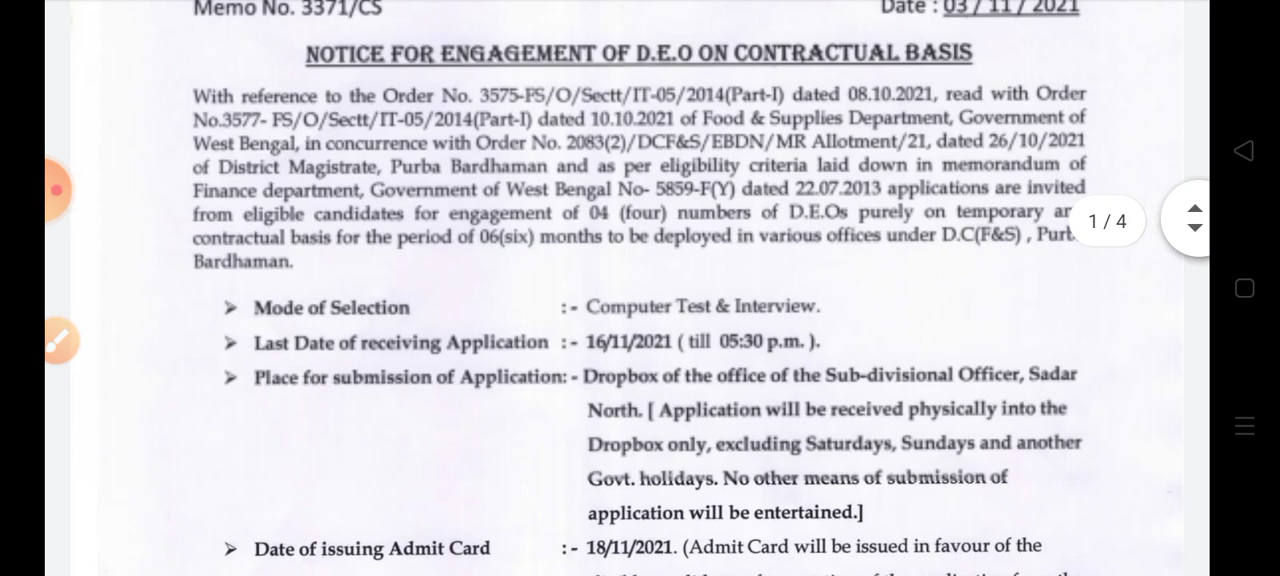 Memo No. 3371/CS Date : 03 / 11 / 2021
NOTICE FOR ENGAGEMENT OF D.E.O ON CONTRACTUAL BASIS
With reference to the Order No. 3575-FS/O/Sectt/IT-05/2014(Part-I) dated 08.10.2021, read with Order
No.3577- FS/O/Sectt/IT-05/2014(Part-I) dated 10.10.2021 of Food & Supplies Department, Government of
West Bengal, in concurrence with Order No. 2083(2)/DCF&S/EBDN/MR Allotment/21, dated 26/10/2021
of District Magistrate, Purba Bardhaman and as per eligibility criteria laid down in memorandum of
Finance department, Government of West Bengal No- 5859-F(Y) dated 22.07.2013 applications are invited
from eligible candidates for engagement of 04 (four) numbers of D.E.Os purely on temporary an
contractual basis for the period of 06(six) months to be deployed in various offices under D.C(F&S) , Purb
Bardhaman.
1 / 4
➢ Mode of Selection :- Computer Test & Interview.
➢ Last Date of receiving Application :- 16/11/2021 ( till 05:30 p.m. ).
➢ Place for submission of Application: - Dropbox of the office of the Sub-divisional Officer, Sadar
North. [ Application will be received physically into the
Dropbox only, excluding Saturdays, Sundays and another
Govt. holidays. No other means of submission of
application will be entertained.]
➢ Date of issuing Admit Card :- 18/11/2021. (Admit Card will be issued in favour of the